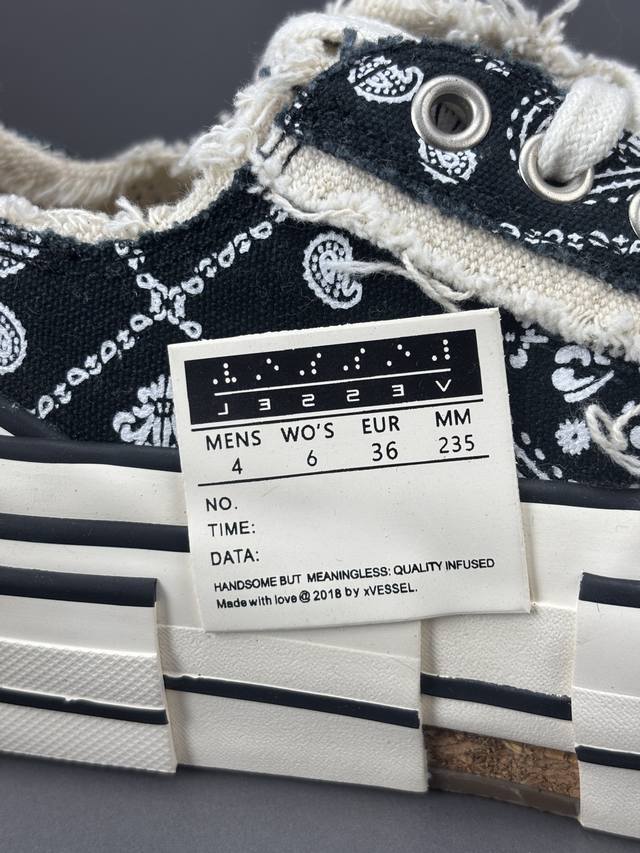 ⅃ Ǝ Ƨ Ƨ Ǝ V
MENS WO'S EUR MM
4 6 36 235
NO.
TIME:
DATA:
HANDSOME BUT MEANINGLESS: QUALITY INFUSED
Made with love@2018 by xVESSEL.